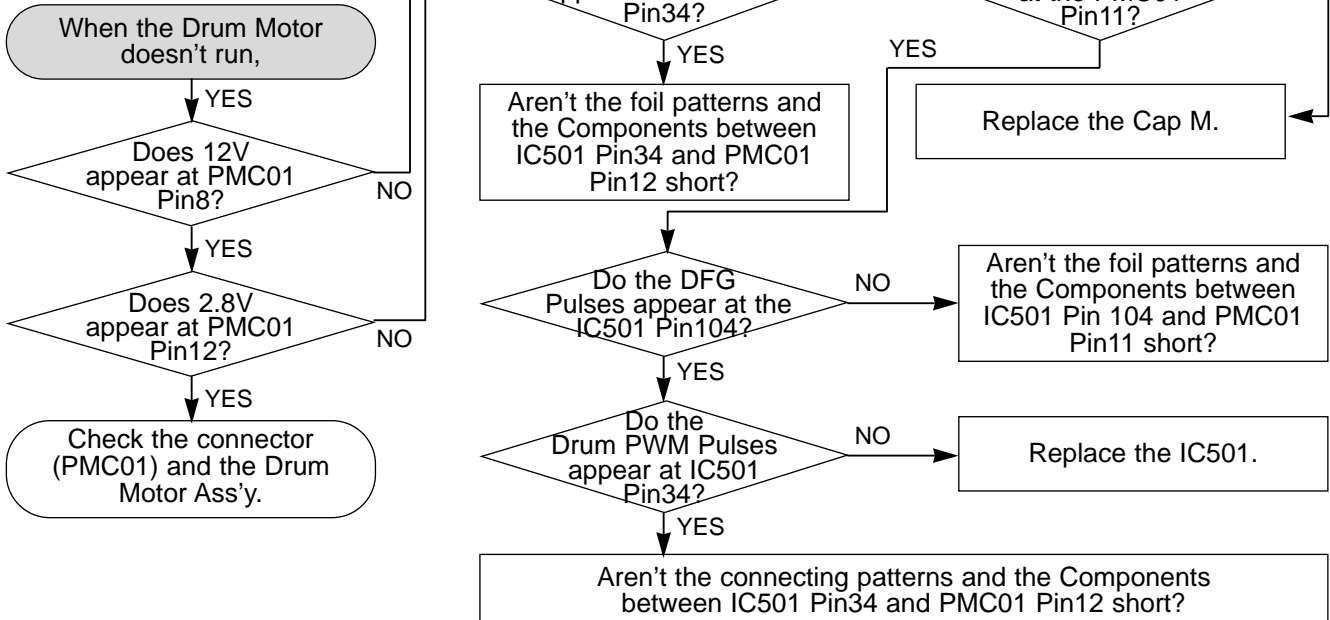 When the Drum Motor
doesn't run,
YES
Does 12V
appear at PMC01
Pin8?
NO
YES
Does 2.8V
appear at PMC01
Pin12?
NO
YES
Check the connector
(PMC01) and the Drum
Motor Ass'y.
Pin34?
YES
Aren't the foil patterns and
the Components between
IC501 Pin34 and PMC01
Pin12 short?
Pin11?
YES
Replace the Cap M.
Do the DFG
Pulses appear at the
IC501 Pin104?
NO
Aren't the foil patterns and
the Components between
IC501 Pin 104 and PMC01
Pin11 short?
YES
Do the
Drum PWM Pulses
appear at IC501
Pin34?
NO
Replace the IC501.
YES
Aren't the connecting patterns and the Components
between IC501 Pin34 and PMC01 Pin12 short?